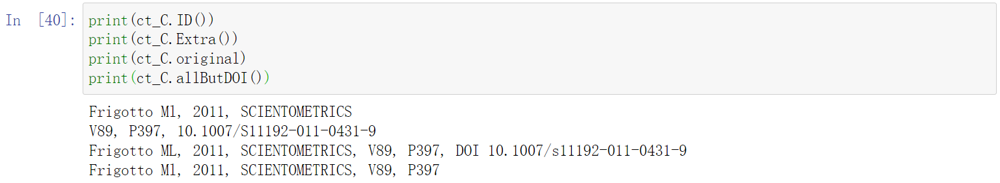 In [40]: print(ct_C.ID())
print(ct_C.Extra())
print(ct_C.original)
print(ct_C.allButDOI())
Frigotto Ml, 2011, SCIENTOMETRICS
V89, P397, 10.1007/S11192-011-0431-9
Frigotto ML, 2011, SCIENTOMETRICS, V89, P397, DOI 10.1007/s11192-011-0431-9
Frigotto Ml, 2011, SCIENTOMETRICS, V89, P397